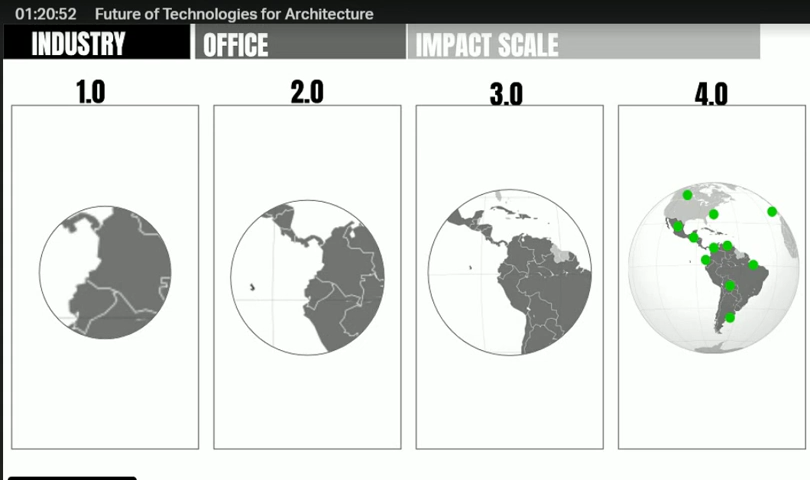 01:20:52 Future of Technologies for Architecture
INDUSTRY OFFICE IMPACT SCALE
1.0 2.0 3.0 4.0